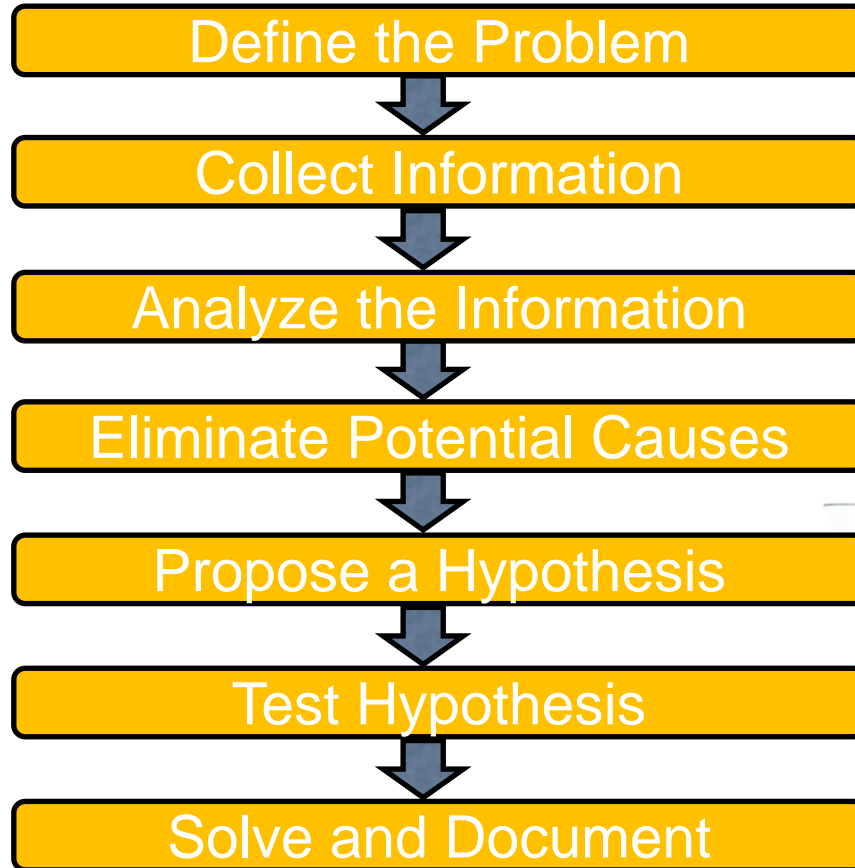 Define the Problem
Collect Information
Analyze the Information
Eliminate Potential Causes
Propose a Hypothesis
Test Hypothesis
Solve and Document